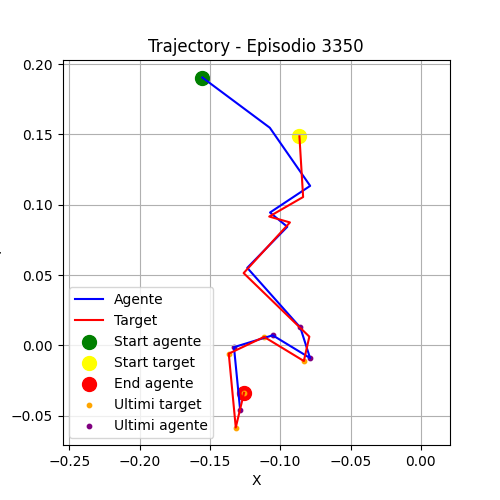 Trajectory - Episodio 3350
0.20
0.15
0.10
0.05
0.00
−0.05
Agente
Target
Start agente
Start target
End agente
Ultimi target
Ultimi agente
−0.25
−0.20
−0.15
−0.10
−0.05
0.00
X